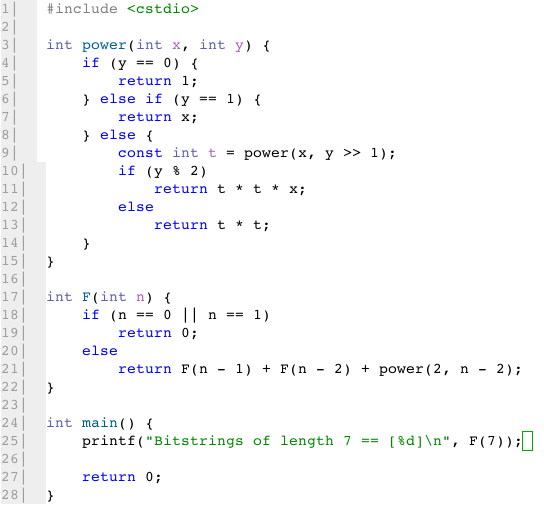 1| #include <cstdio>
2|
3| int power(int x, int y) {
4|     if (y == 0) {
5|         return 1;
6|     } else if (y == 1) {
7|         return x;
8|     } else {
9|         const int t = power(x, y >> 1);
10|         if (y % 2)
11|             return t * t * x;
12|         else
13|             return t * t;
14|     }
15| }
16|
17| int F(int n) {
18|     if (n == 0 || n == 1)
19|         return 0;
20|     else
21|         return F(n - 1) + F(n - 2) + power(2, n - 2);
22| }
23|
24| int main() {
25|     printf("Bitstrings of length 7 == [%d]\n", F(7));
26|
27|     return 0;
28| }